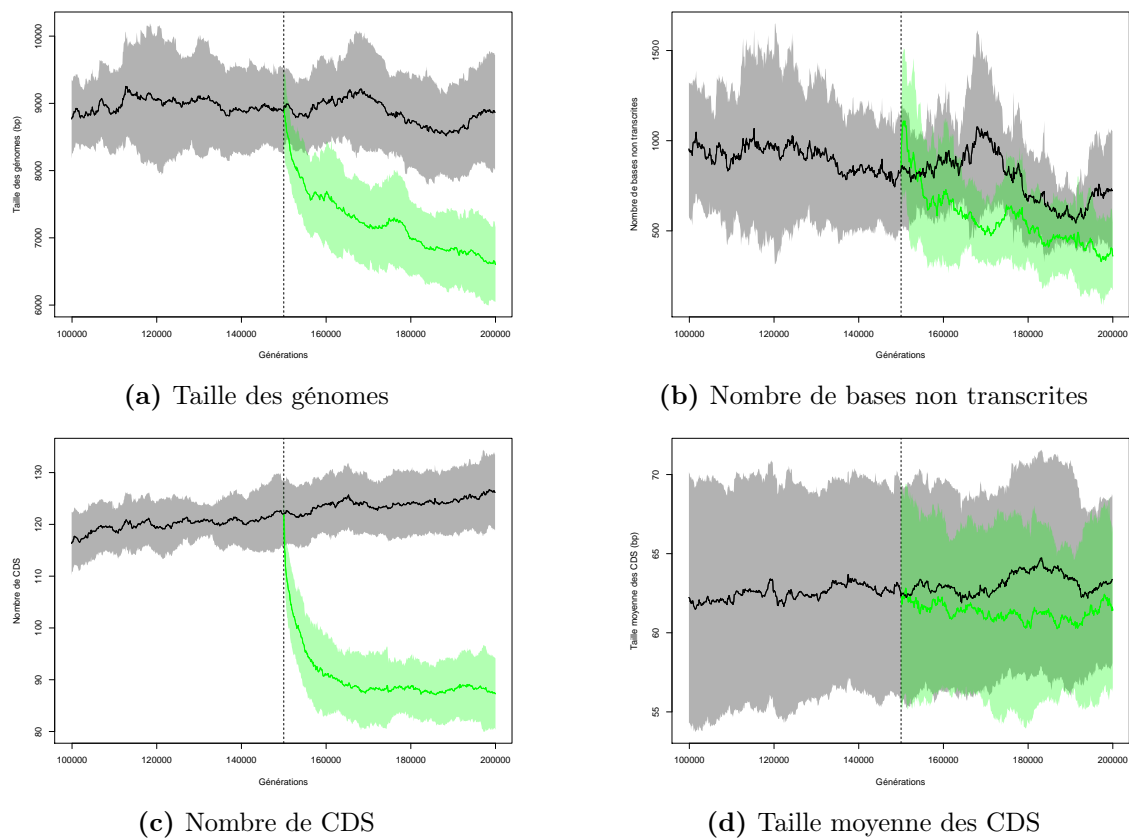 Taille des génomes (bp)
6000 7000 8000 9000 10000
100000 120000 140000 160000 180000 200000
Générations
(a) Taille des génomes
Nombre de bases non transcrites
500 1000 1500
100000 120000 140000 160000 180000 200000
Générations
(b) Nombre de bases non transcrites
Nombre de CDS
80 90 100 110 120 130
100000 120000 140000 160000 180000 200000
Générations
(c) Nombre de CDS
Taille moyenne des CDS (bp)
55 60 65 70
100000 120000 140000 160000 180000 200000
Générations
(d) Taille moyenne des CDS